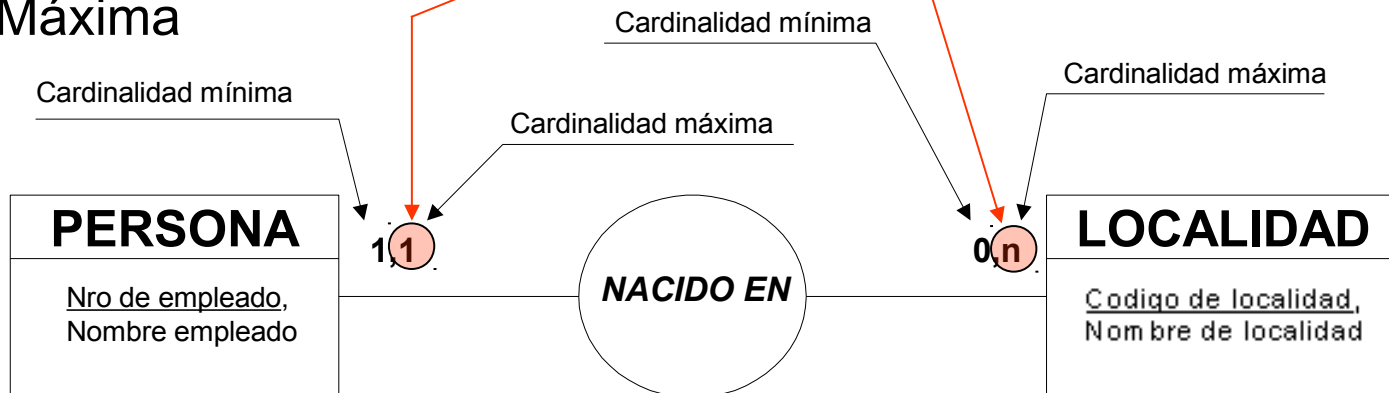 Máxima
Cardinalidad mínima
Cardinalidad máxima
Cardinalidad mínima
Cardinalidad máxima
PERSONA
1,1
0,n
LOCALIDAD
Nro de empleado,
Nombre empleado
NACIDO EN
Codigo de localidad,
Nombre de localidad